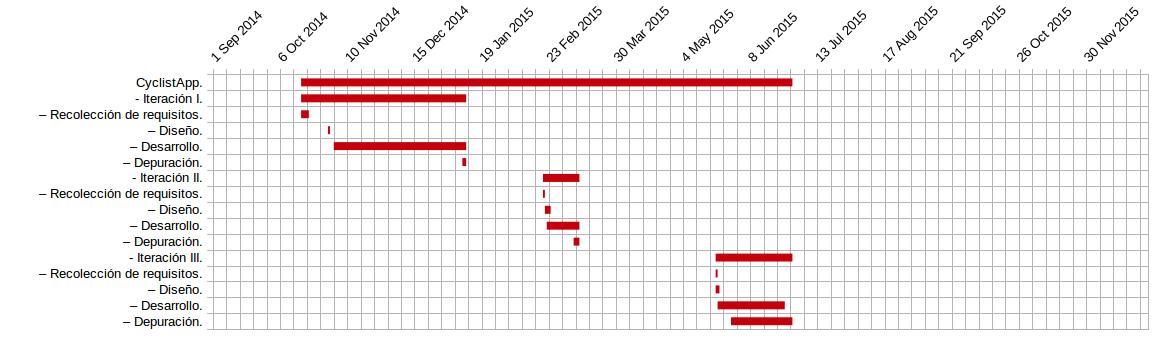 1 Sep 2014
6 Oct 2014
10 Nov 2014
15 Dec 2014
19 Jan 2015
23 Feb 2015
30 Mar 2015
4 May 2015
8 Jun 2015
13 Jul 2015
17 Aug 2015
21 Sep 2015
26 Oct 2015
30 Nov 2015
CyclistApp.
- Iteración I.
– Recolección de requisitos.
– Diseño.
– Desarrollo.
– Depuración.
- Iteración II.
– Recolección de requisitos.
– Diseño.
– Desarrollo.
– Depuración.
- Iteración III.
– Recolección de requisitos.
– Diseño.
– Desarrollo.
– Depuración.